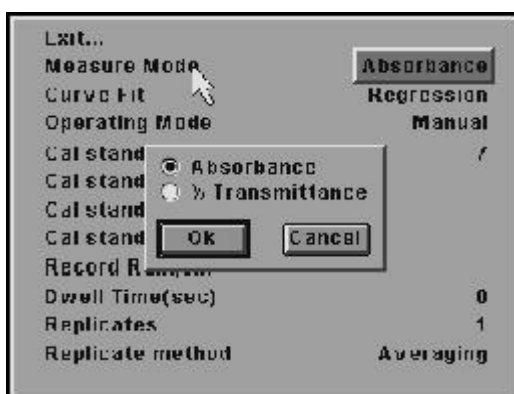 Exit...
Measure Mode Absorbance
Curve Fit Regression
Operating Mode Manual
Cal stand
Absorbance
Cal stand
% Transmittance
Cal stand
Cal stand
OK Cancel
Record
Dwell Time(sec) 0
Replicates 1
Replicate method Averaging